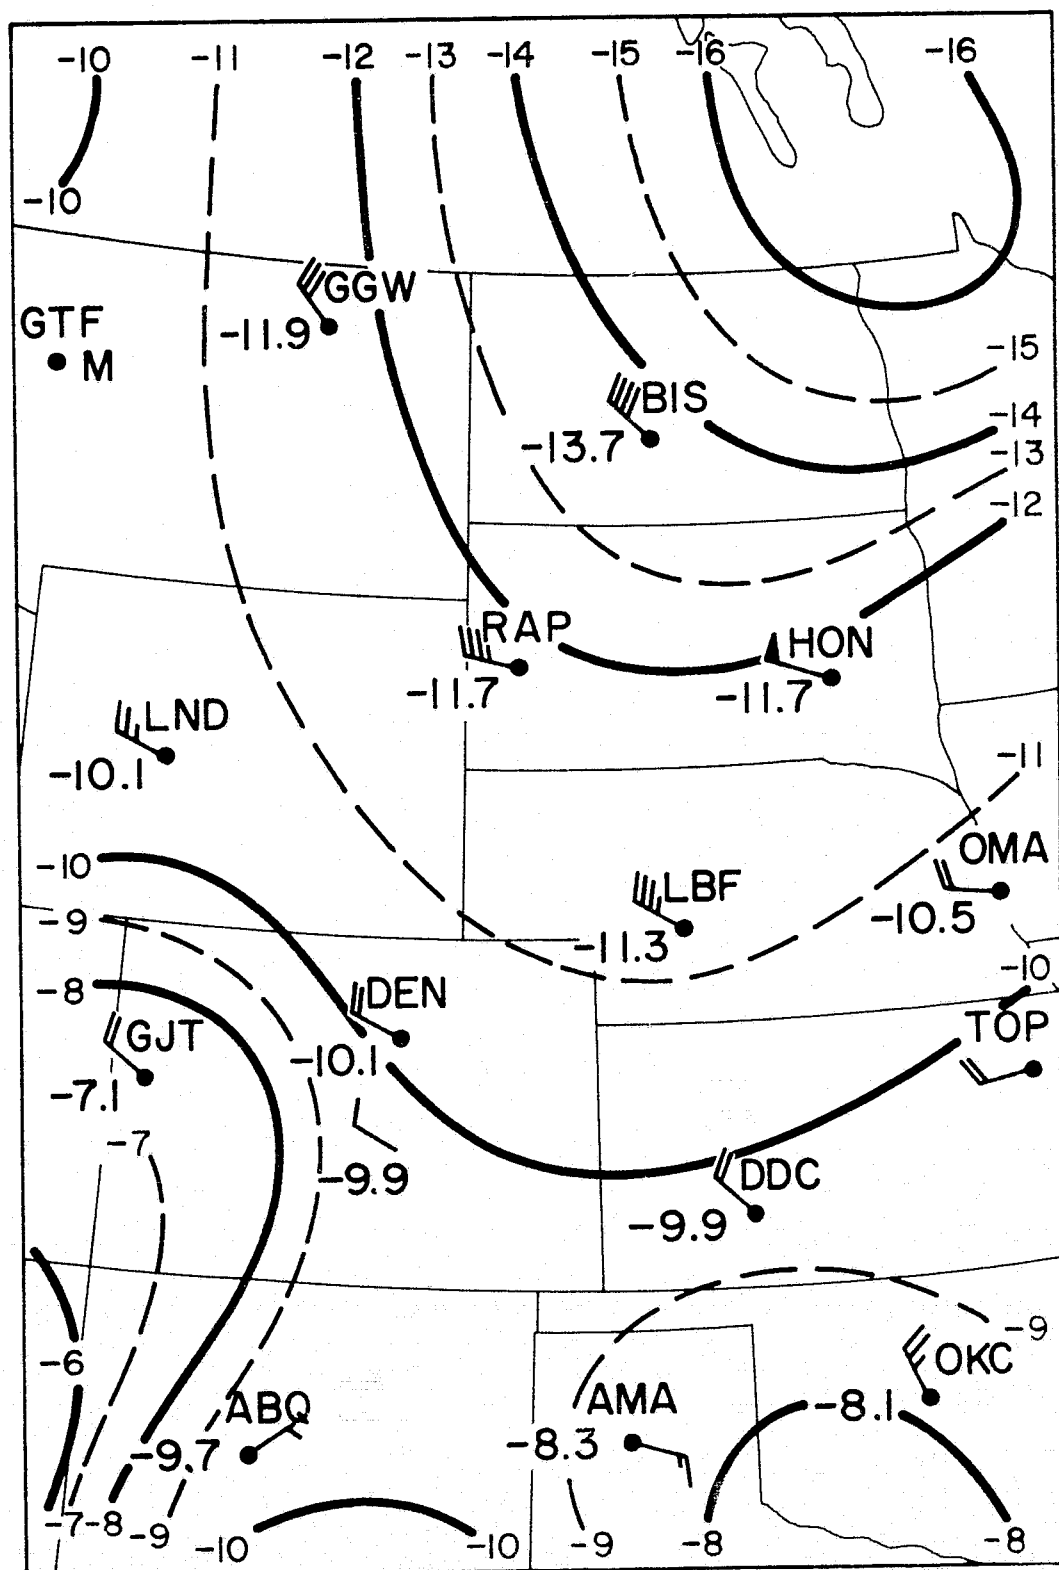 -10 -11 -12 -13 -14 -15 -16 -16
-10
GGW
-11.9
GTF
M
-15
BIS
-14
-13.7
-13
-12
RAP
HON
-11.7
-11.7
LND
-10.1
-11
OMA
-10
LBF
-10.5
-9
-11.3
-10
-8
DEN
TOP
GJT
-10.1
-7.1
-7
DDC
-9.9
-9.9
-9
-6
OKC
ABQ
AMA
-8.1
-9.7
-8.3
-7 -8 -9 -10 -10 -9 -8 -8